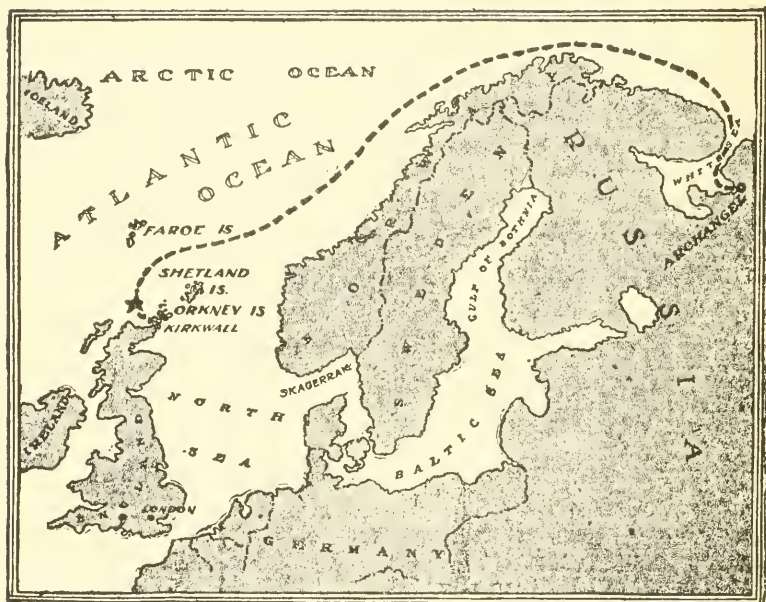 ARCTIC OCEAN
ICELAND
ATLANTIC
OCEAN
WHITE SEA
ARCHANGEL
RUSSIA
FAROE IS
SHETLAND
IS.
ORKNEY IS
KIRKWALL
NORWAY
SWEDEN
GULF OF BOTHNIA
SKAGERRAK
BALTIC SEA
NORTH
SEA
IRELAND
ENGLAND
LONDON
GERMANY